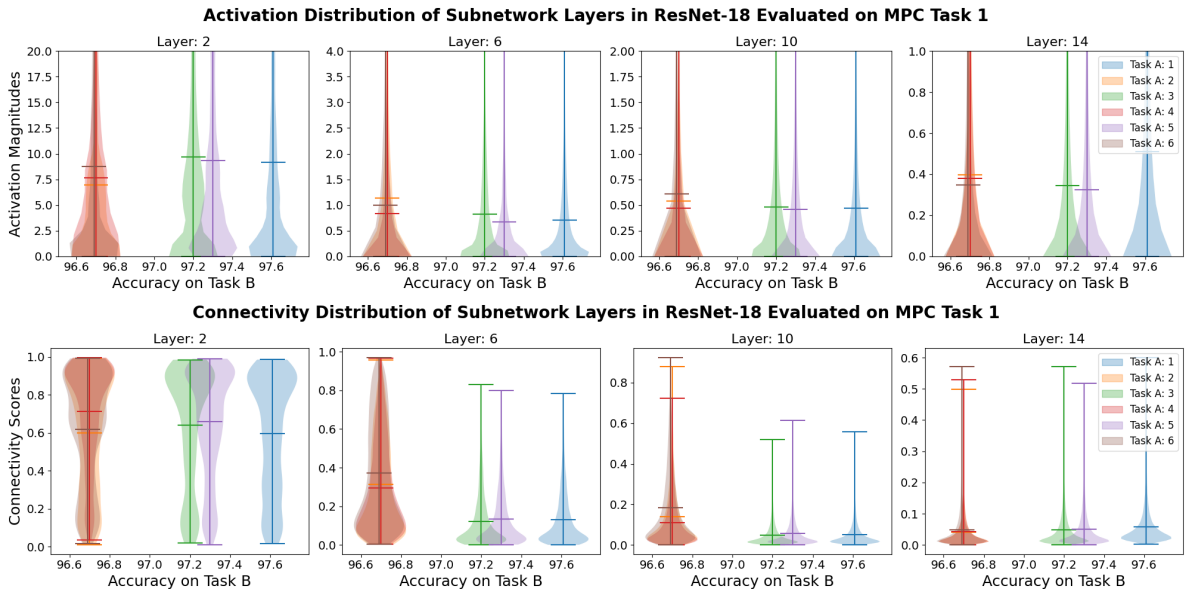 Activation Distribution of Subnetwork Layers in ResNet-18 Evaluated on MPC Task 1
Layer: 2
Layer: 6
Layer: 10
Layer: 14
Activation Magnitudes
20.0
17.5
15.0
12.5
10.0
7.5
5.0
2.5
0.0
96.6 96.8 97.0 97.2 97.4 97.6
Accuracy on Task B
4.0
3.5
3.0
2.5
2.0
1.5
1.0
0.5
0.0
96.6 96.8 97.0 97.2 97.4 97.6
Accuracy on Task B
2.00
1.75
1.50
1.25
1.00
0.75
0.50
0.25
0.00
96.6 96.8 97.0 97.2 97.4 97.6
Accuracy on Task B
1.0
0.8
0.6
0.4
0.2
0.0
96.6 96.8 97.0 97.2 97.4 97.6
Accuracy on Task B
Task A: 1
Task A: 2
Task A: 3
Task A: 4
Task A: 5
Task A: 6
Connectivity Distribution of Subnetwork Layers in ResNet-18 Evaluated on MPC Task 1
Layer: 2
Layer: 6
Layer: 10
Layer: 14
Connectivity Scores
1.0
0.8
0.6
0.4
0.2
0.0
96.6 96.8 97.0 97.2 97.4 97.6
Accuracy on Task B
1.0
0.8
0.6
0.4
0.2
0.0
96.6 96.8 97.0 97.2 97.4 97.6
Accuracy on Task B
0.8
0.6
0.4
0.2
0.0
96.6 96.8 97.0 97.2 97.4 97.6
Accuracy on Task B
0.6
0.5
0.4
0.3
0.2
0.1
0.0
96.6 96.8 97.0 97.2 97.4 97.6
Accuracy on Task B
Task A: 1
Task A: 2
Task A: 3
Task A: 4
Task A: 5
Task A: 6